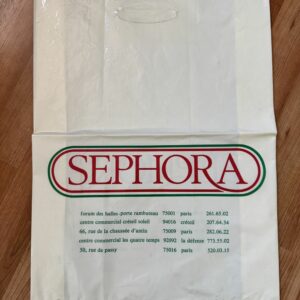 SEPHORA
forum des halles-porte rambuteau 75001 paris 261.65.02
centre commercial créteil soleil 94016 créteil 207.64.54
66, rue de la chaussée d'antin 75009 paris 282.06.22
centre commercial les quatre temps 92092 la défense 773.55.02
50, rue de passy 75016 paris 520.03.15